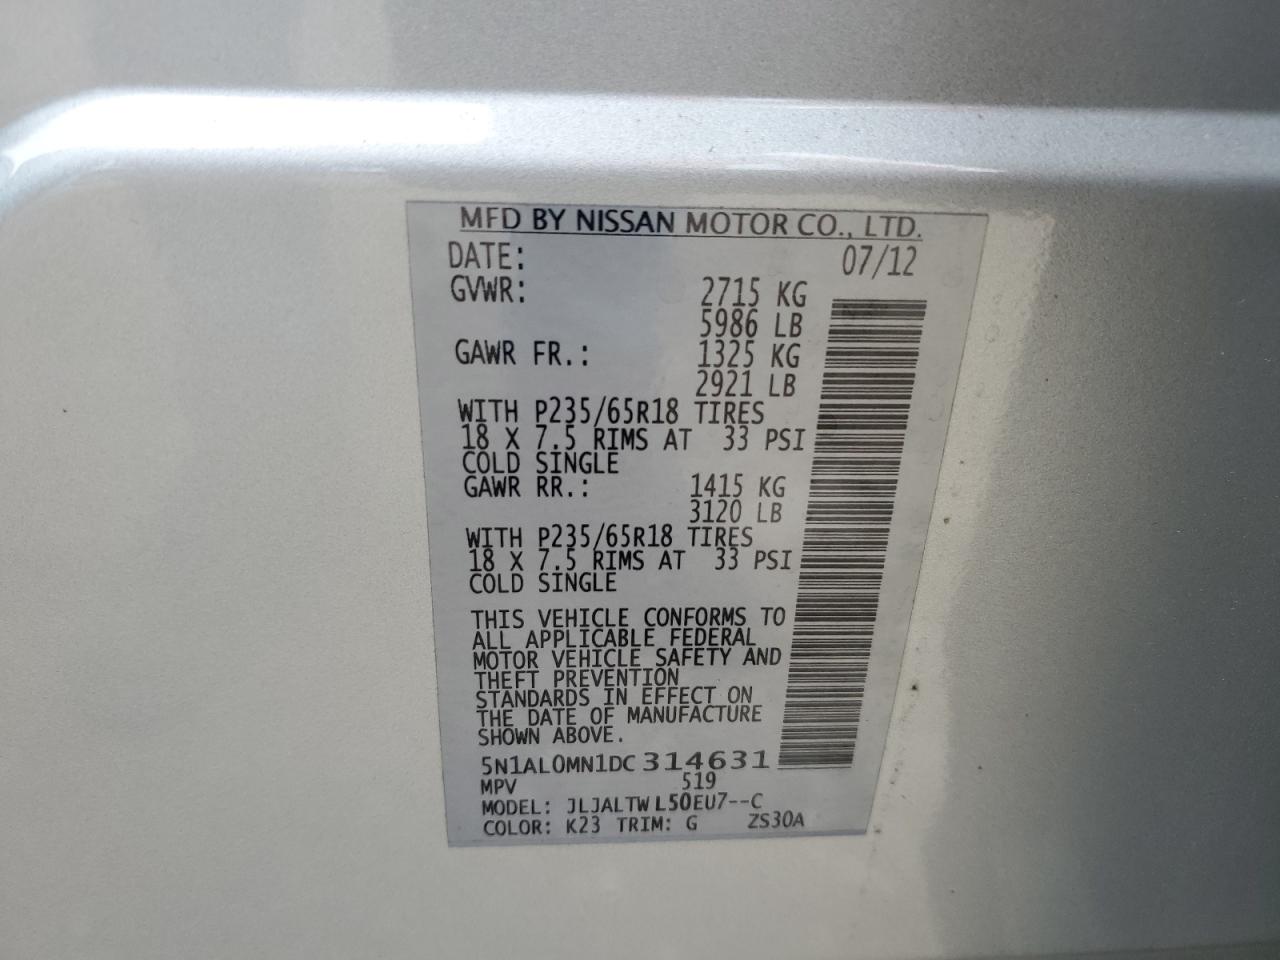 MFD BY NISSAN MOTOR CO., LTD.
DATE: 07/12
GVWR: 2715 KG
5986 LB
GAWR FR.: 1325 KG
2921 LB
WITH P235/65R18 TIRES
18 X 7.5 RIMS AT 33 PSI
COLD SINGLE
GAWR RR.: 1415 KG
3120 LB
WITH P235/65R18 TIRES
18 X 7.5 RIMS AT 33 PSI
COLD SINGLE
THIS VEHICLE CONFORMS TO
ALL APPLICABLE FEDERAL
MOTOR VEHICLE SAFETY AND
THEFT PREVENTION
STANDARDS IN EFFECT ON
THE DATE OF MANUFACTURE
SHOWN ABOVE.
5N1AL0MN1DC314631
MPV 519
MODEL: JLJALTWL50EU7--C
COLOR: K23 TRIM: G ZS30A